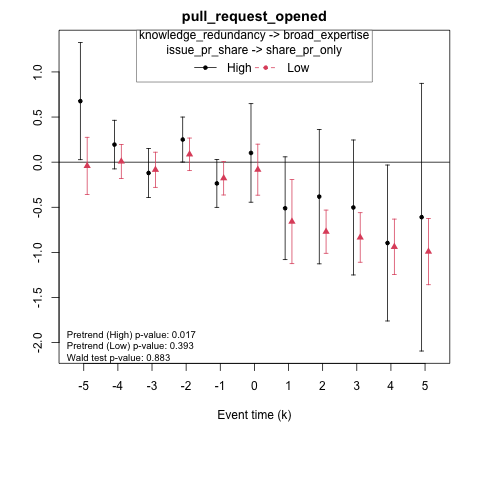 pull_request_opened
knowledge_redundancy -> broad_expertise
issue_pr_share -> share_pr_only
High
Low
1.0
0.5
0.0
-0.5
-1.0
-1.5
-2.0
Pretrend (High) p-value: 0.017
Pretrend (Low) p-value: 0.393
Wald test p-value: 0.883
-5 -4 -3 -2 -1 0 1 2 3 4 5
Event time (k)